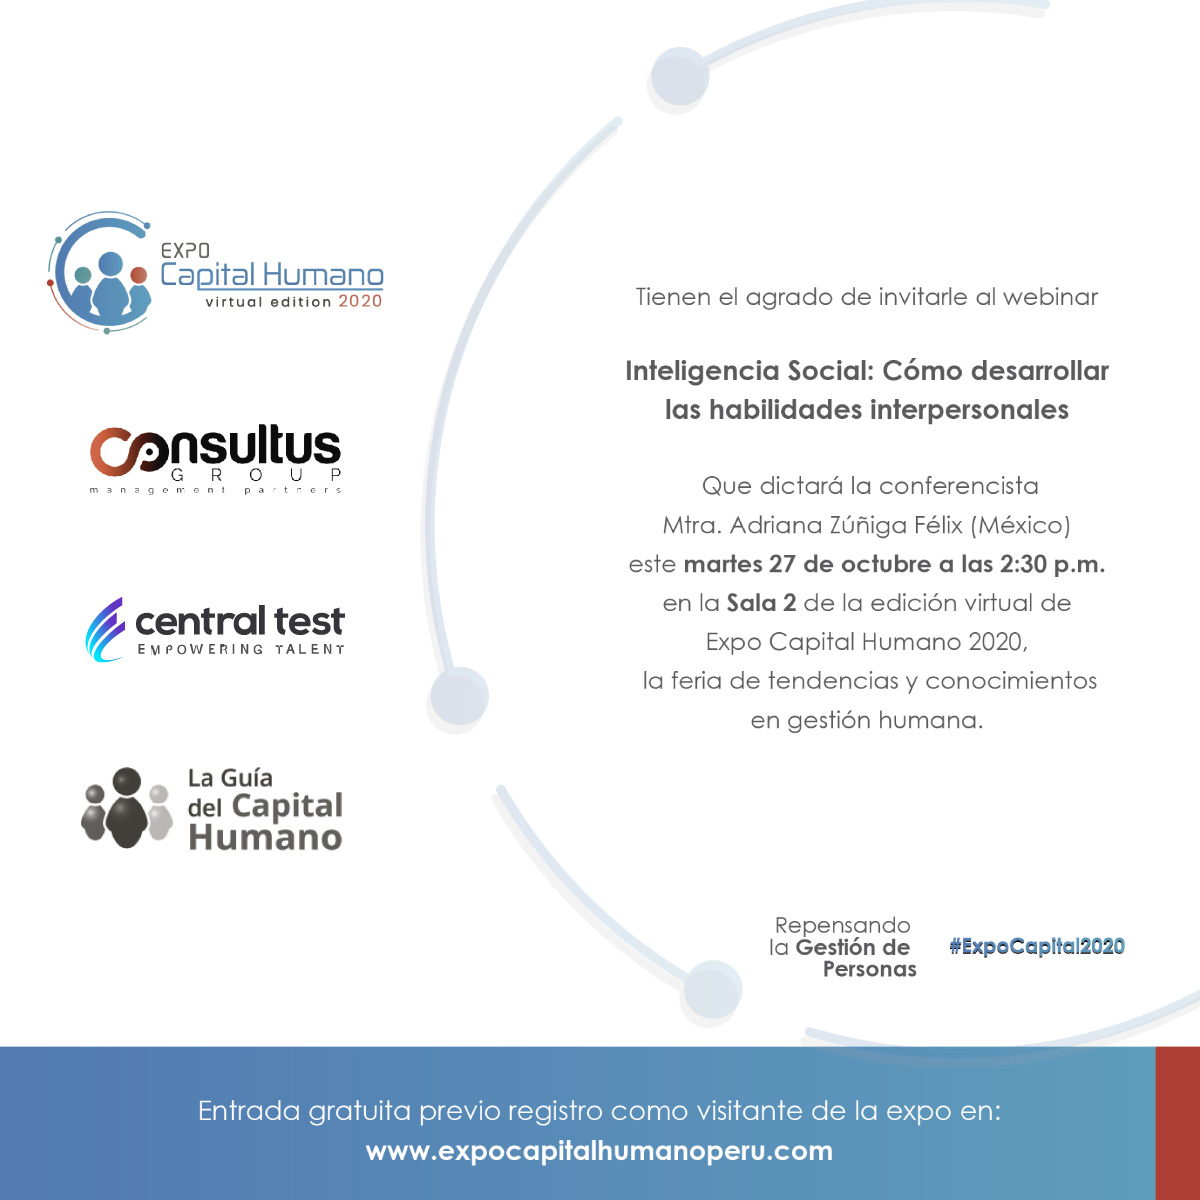 EXPO
Capital Humano
virtual edition 2020
Consultus
GROUP
management partners
central test
EMPOWERING TALENT
La Guía
del Capital
Humano
Tienen el agrado de invitarle al webinar
Inteligencia Social: Cómo desarrollar
las habilidades interpersonales
Que dictará la conferencista
Mtra. Adriana Zúñiga Félix (México)
este martes 27 de octubre a las 2:30 p.m.
en la Sala 2 de la edición virtual de
Expo Capital Humano 2020,
la feria de tendencias y conocimientos
en gestión humana.
Repensando
la Gestión de
Personas
#ExpoCapital2020
Entrada gratuita previo registro como visitante de la expo en:
www.expocapitalhumanoperu.com